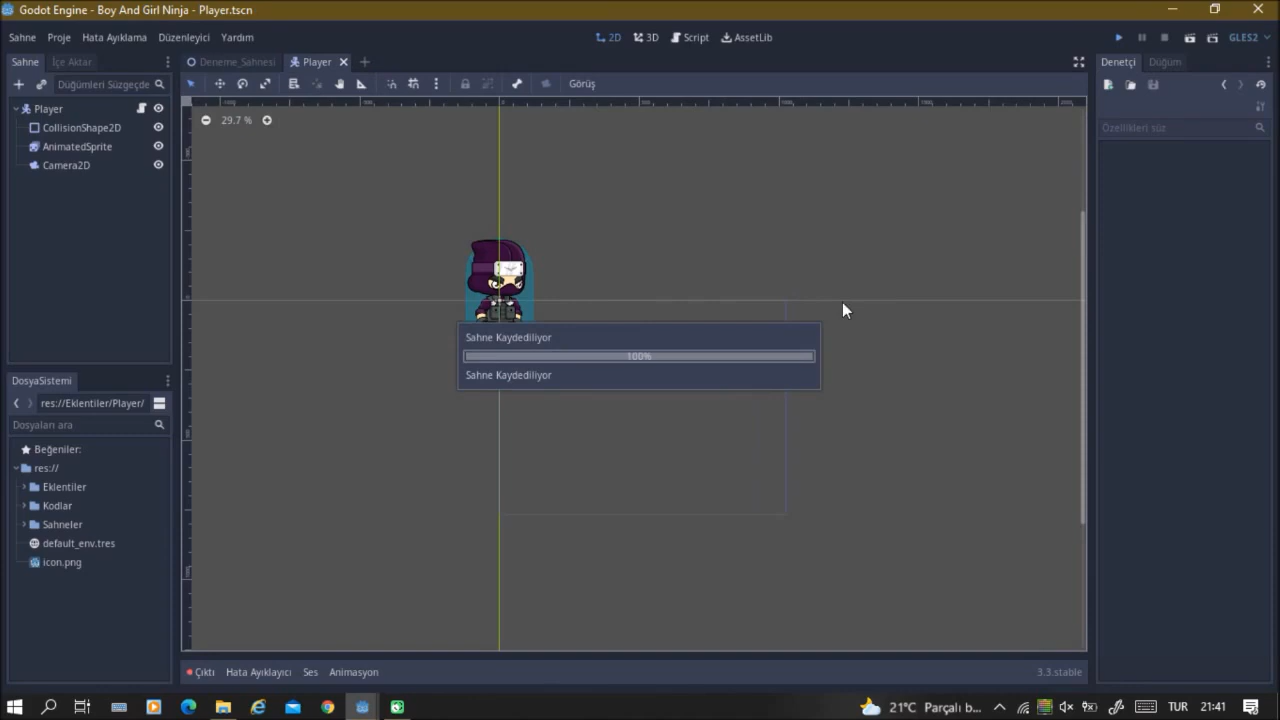 Godot Engine - Boy And Girl Ninja - Player.tscn
Sahne Proje Hata Ayıklama Düzenleyici Yardım
2D 3D Script AssetLib
GLES2
Sahne İçe Aktar
Deneme_Sahnesi Player
Denetçi Düğüm
Düğümleri Süzgeçde
Görüş
Player
CollisionShape2D
AnimatedSprite
Camera2D
29.7 %
Özellikleri süz
Sahne Kaydediliyor
100%
Sahne Kaydediliyor
DosyaSistemi
res://Eklentiler/Player/
Dosyaları ara
Beğeniler:
res://
Eklentiler
Kodlar
Sahneler
default_env.tres
icon.png
Çıktı Hata Ayıklayıcı Ses Animasyon
3.3.stable
21°C Parçalı b... TUR 21:41